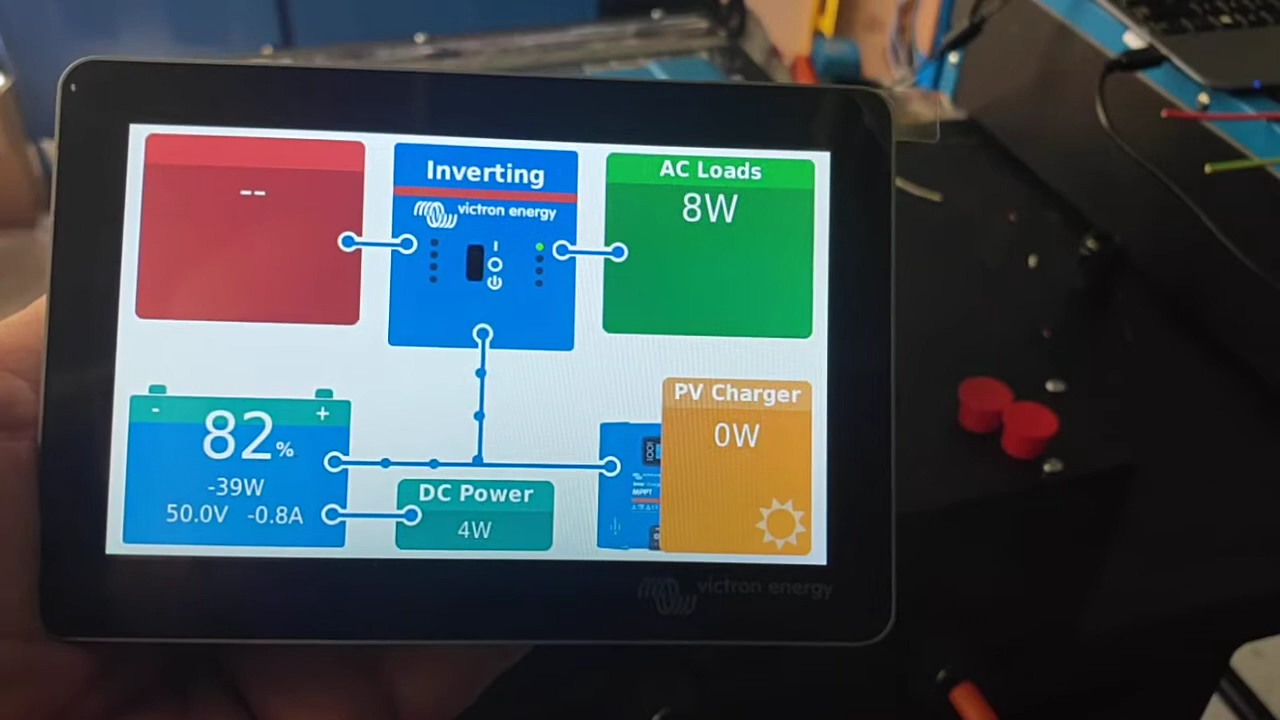 --
Inverting
victron energy
I
AC Loads
8W
- +
82%
-39W
50.0V -0.8A
DC Power
4W
PV Charger
0W
MPPT
victron energy